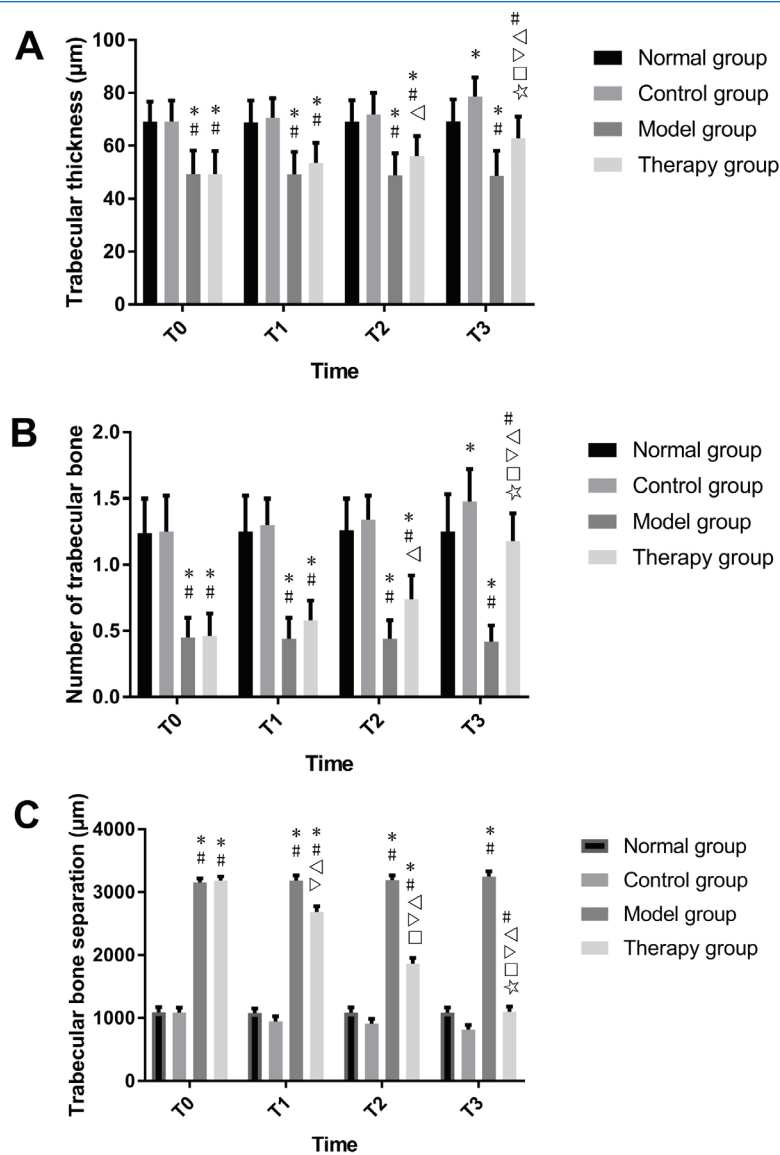 A
Trabecular thickness (μm)
100
80
60
40
20
0
* *
# #
* *
# #
*
* #
# ◁
#
◁
* ▷
* □
# ☆
T0 T1 T2 T3
Time
Normal group
Control group
Model group
Therapy group
B
Number of trabecular bone
2.0
1.5
1.0
0.5
0.0
* *
# #
* *
# #
*
* #
# ◁
#
◁
* ▷
* □
# ☆
T0 T1 T2 T3
Time
Normal group
Control group
Model group
Therapy group
C
Trabecular bone separation (μm)
4000
3000
2000
1000
0
* *
# #
* *
# #
◁
▷
* *
# #
◁
▷
□
* #
# ◁
▷
□
☆
T0 T1 T2 T3
Time
Normal group
Control group
Model group
Therapy group